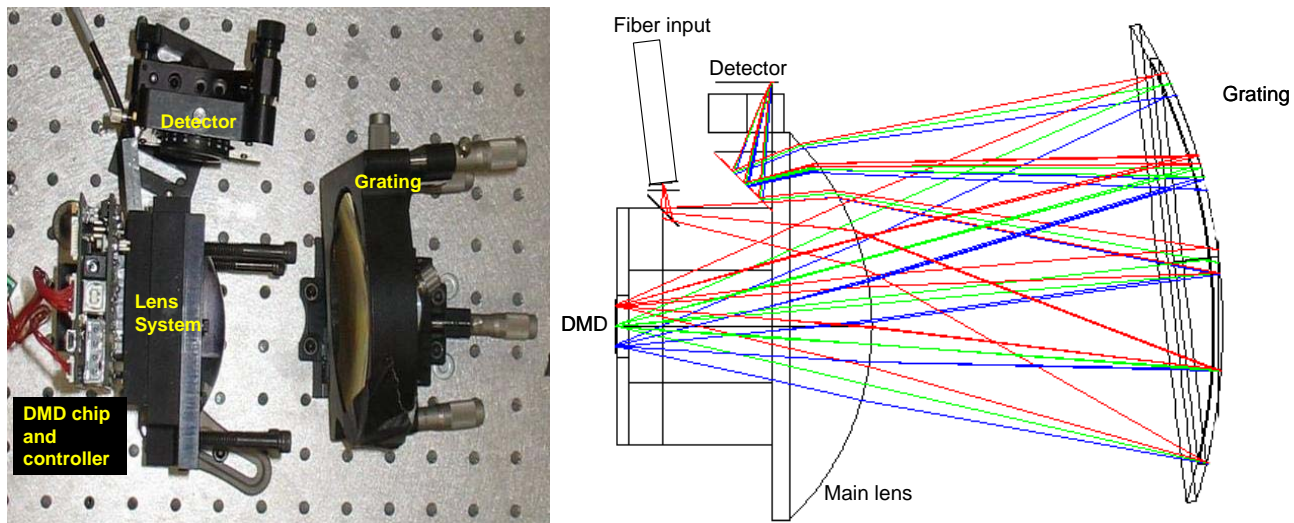 Detector
Grating
Lens
System
DMD chip
and
controller
Fiber input
Detector
Grating
DMD
Main lens